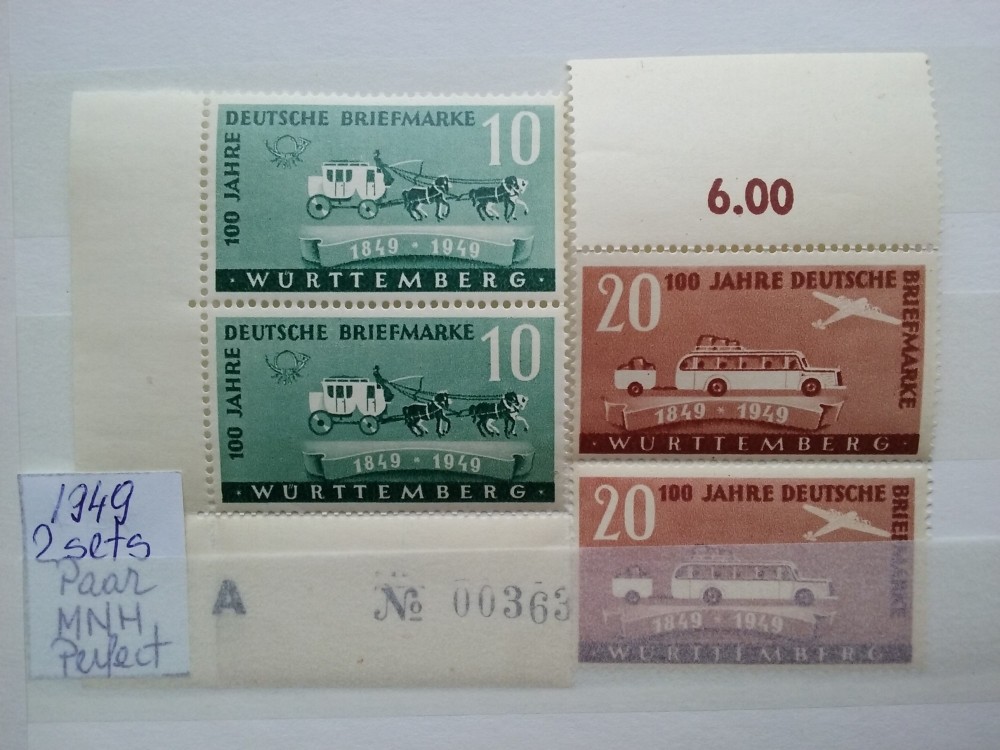 DEUTSCHE BRIEFMARKE 10
100 JAHRE
1849 * 1949
· WÜRTTEMBERG ·
DEUTSCHE BRIEFMARKE 10
100 JAHRE
1849 * 1949
· WÜRTTEMBERG ·
A № 00363
6.00
20 100 JAHRE DEUTSCHE
BRIEFMARKE
1849 * 1949
· WÜRTTEMBERG ·
20 100 JAHRE DEUTSCHE
BRIEFMARKE
1849 * 1949
· WÜRTTEMBERG ·
1949
2 sets
Paar
MNH
Perfect